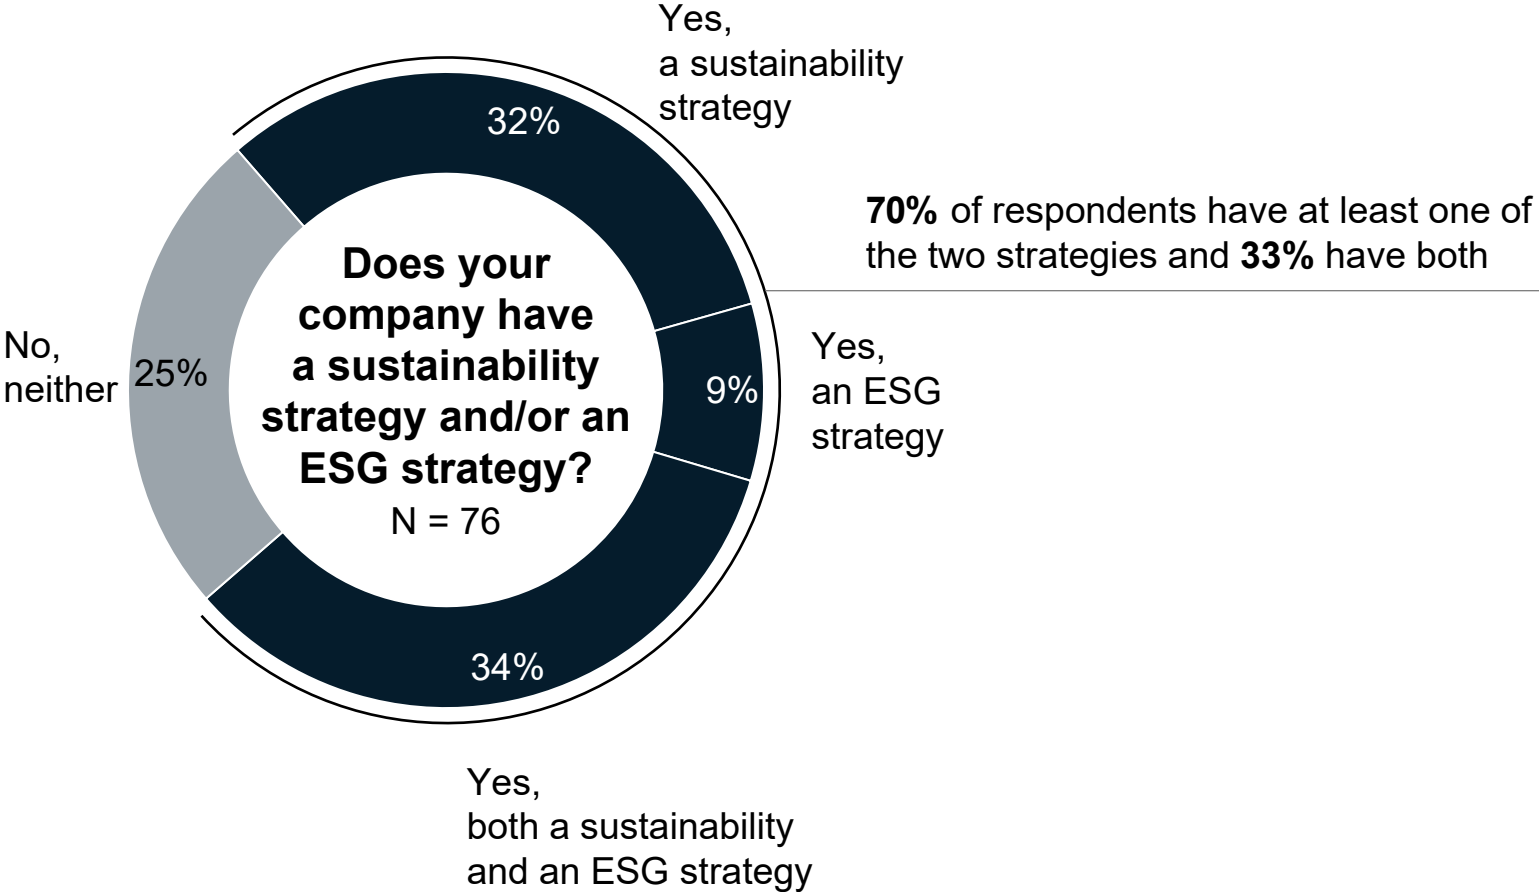 Yes,
a sustainability
strategy
32%
70% of respondents have at least one of
the two strategies and 33% have both
Does your
company have
a sustainability
strategy and/or an
ESG strategy?
N = 76
No,
neither
25%
9%
Yes,
an ESG
strategy
34%
Yes,
both a sustainability
and an ESG strategy